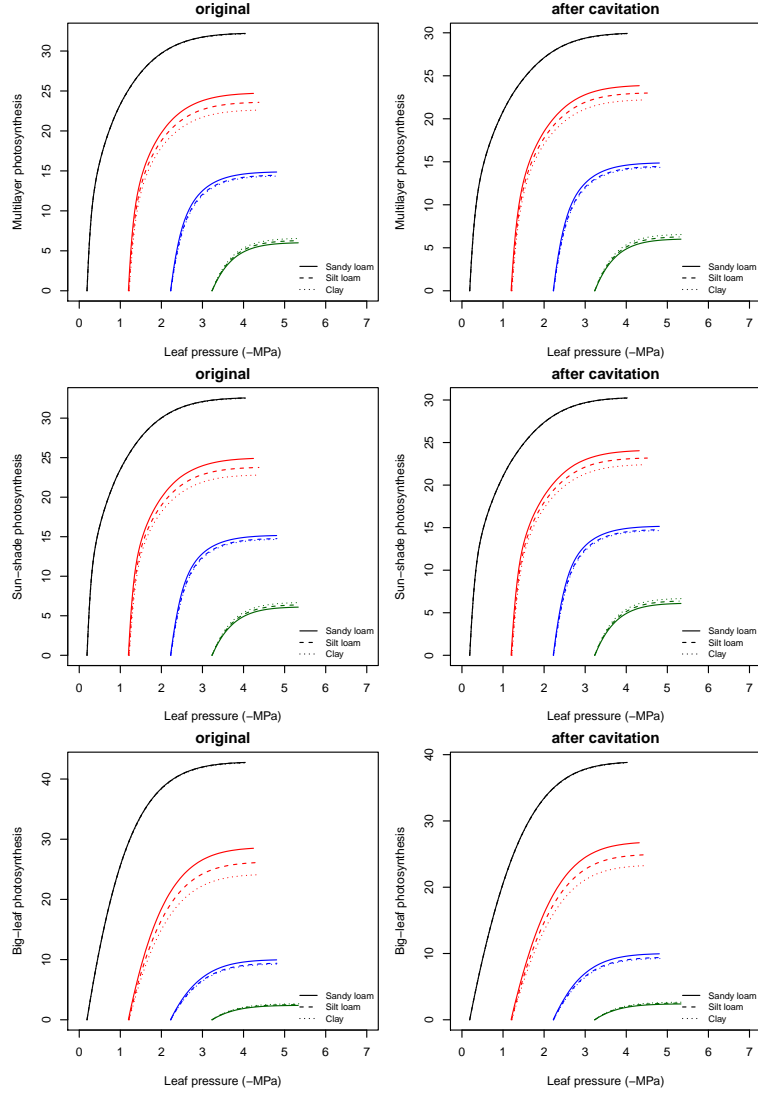 original
Multilayer photosynthesis
0 5 10 15 20 25 30
Sandy loam
Silt loam
Clay
0 1 2 3 4 5 6 7
Leaf pressure (−MPa)
after cavitation
Multilayer photosynthesis
0 5 10 15 20 25 30
Sandy loam
Silt loam
Clay
0 1 2 3 4 5 6 7
Leaf pressure (−MPa)
original
Sun−shade photosynthesis
0 5 10 15 20 25 30
Sandy loam
Silt loam
Clay
0 1 2 3 4 5 6 7
Leaf pressure (−MPa)
after cavitation
Sun−shade photosynthesis
0 5 10 15 20 25 30
Sandy loam
Silt loam
Clay
0 1 2 3 4 5 6 7
Leaf pressure (−MPa)
original
Big−leaf photosynthesis
0 10 20 30 40
Sandy loam
Silt loam
Clay
0 1 2 3 4 5 6 7
Leaf pressure (−MPa)
after cavitation
Big−leaf photosynthesis
0 10 20 30 40
Sandy loam
Silt loam
Clay
0 1 2 3 4 5 6 7
Leaf pressure (−MPa)